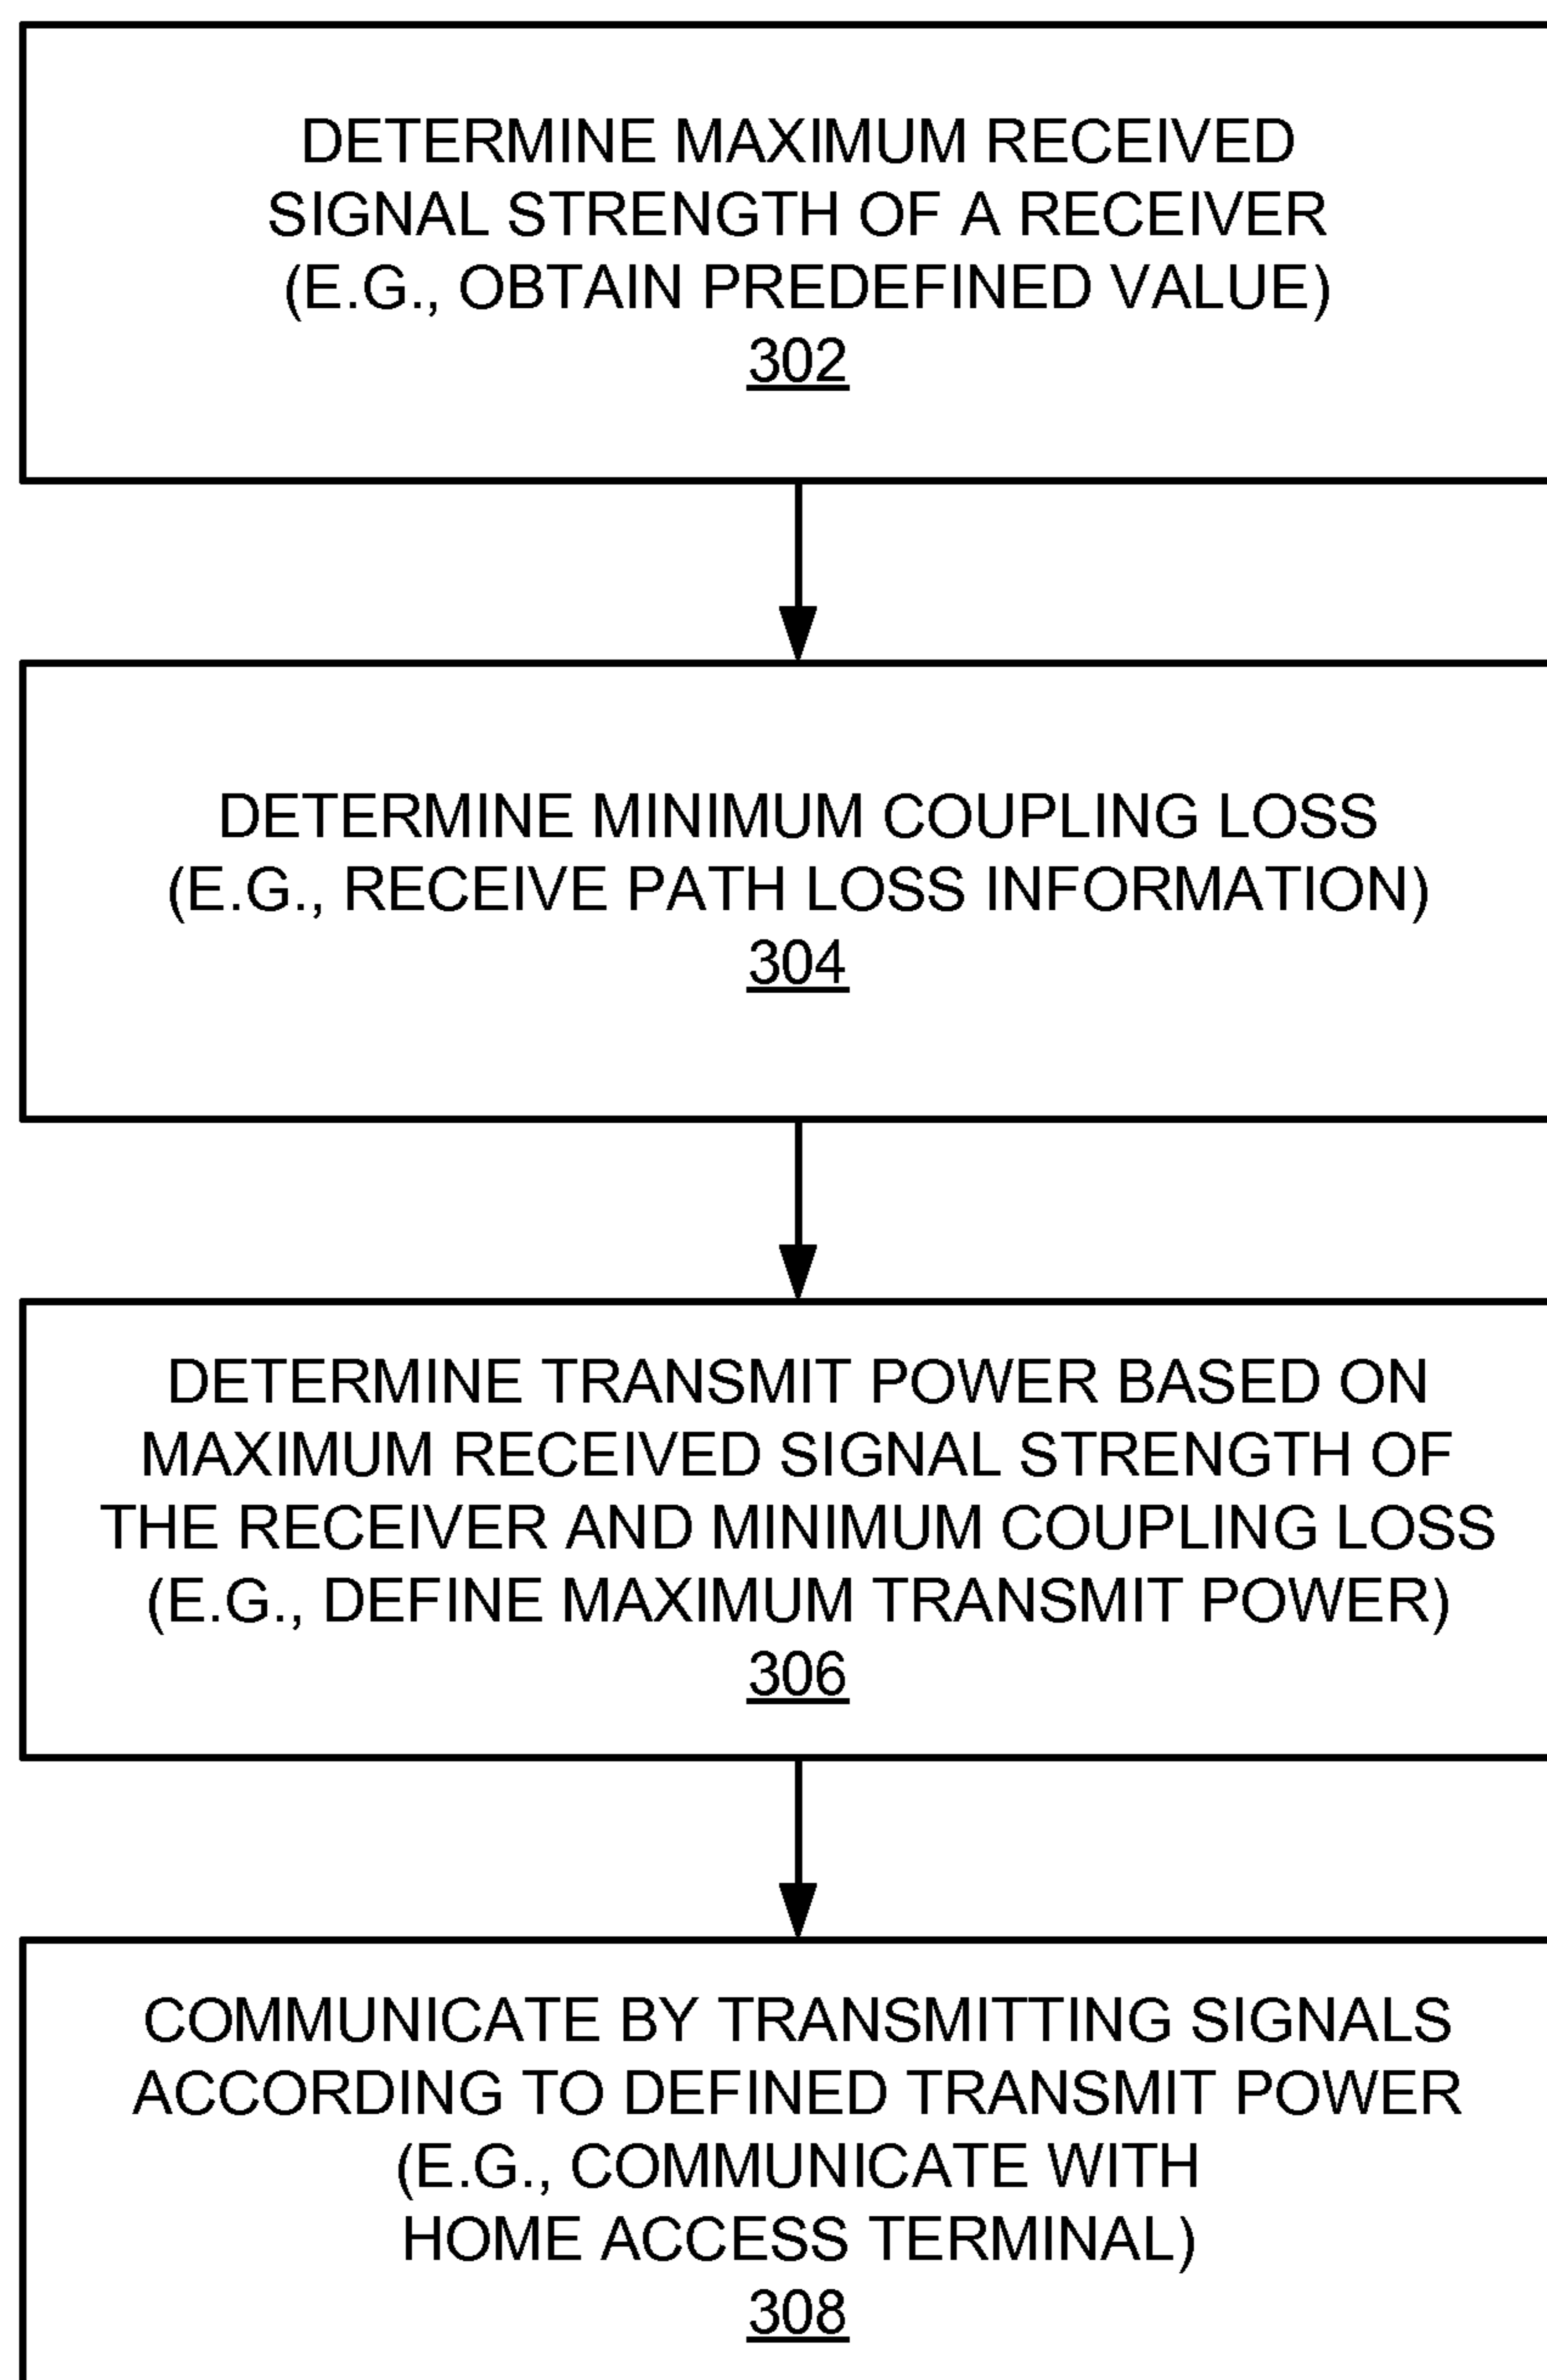 DETERMINE MAXIMUM RECEIVED
SIGNAL STRENGTH OF A RECEIVER
(E.G., OBTAIN PREDEFINED VALUE)
302
DETERMINE MINIMUM COUPLING LOSS
(E.G., RECEIVE PATH LOSS INFORMATION)
304
DETERMINE TRANSMIT POWER BASED ON
MAXIMUM RECEIVED SIGNAL STRENGTH OF
THE RECEIVER AND MINIMUM COUPLING LOSS
(E.G., DEFINE MAXIMUM TRANSMIT POWER)
306
COMMUNICATE BY TRANSMITTING SIGNALS
ACCORDING TO DEFINED TRANSMIT POWER
(E.G., COMMUNICATE WITH
HOME ACCESS TERMINAL)
308